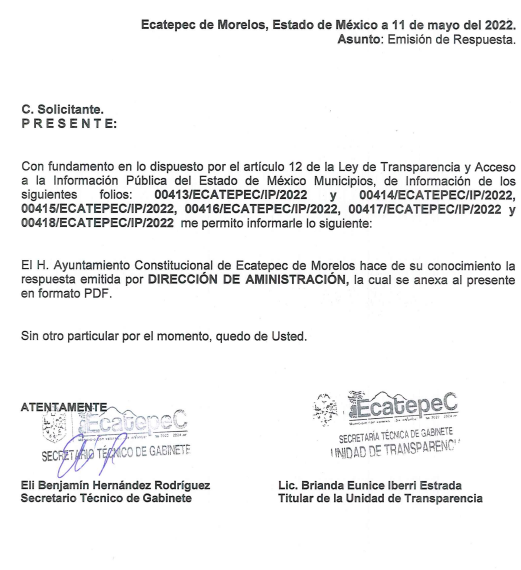 Ecatepec de Morelos, Estado de México a 11 de mayo del 2022.
Asunto: Emisión de Respuesta.
C. Solicitante.
P R E S E N T E:
Con fundamento en lo dispuesto por el artículo 12 de la Ley de Transparencia y Acceso
a la Información Pública del Estado de México Municipios, de Información de los
siguientes folios: 00413/ECATEPEC/IP/2022 y 00414/ECATEPEC/IP/2022,
00415/ECATEPEC/IP/2022, 00416/ECATEPEC/IP/2022, 00417/ECATEPEC/IP/2022 y
00418/ECATEPEC/IP/2022 me permito informarle lo siguiente:
El H. Ayuntamiento Constitucional de Ecatepec de Morelos hace de su conocimiento la
respuesta emitida por DIRECCIÓN DE AMINISTRACIÓN, la cual se anexa al presente
en formato PDF.
Sin otro particular por el momento, quedo de Usted.
ATENTAMENTE
EcatepeC
SECRETARIO TÉCNICO DE GABINETE
Eli Benjamín Hernández Rodríguez
Secretario Técnico de Gabinete
EcatepeC
SECRETARÍA TÉCNICA DE GABINETE
UNIDAD DE TRANSPARENCI
Lic. Brianda Eunice Iberri Estrada
Titular de la Unidad de Transparencia